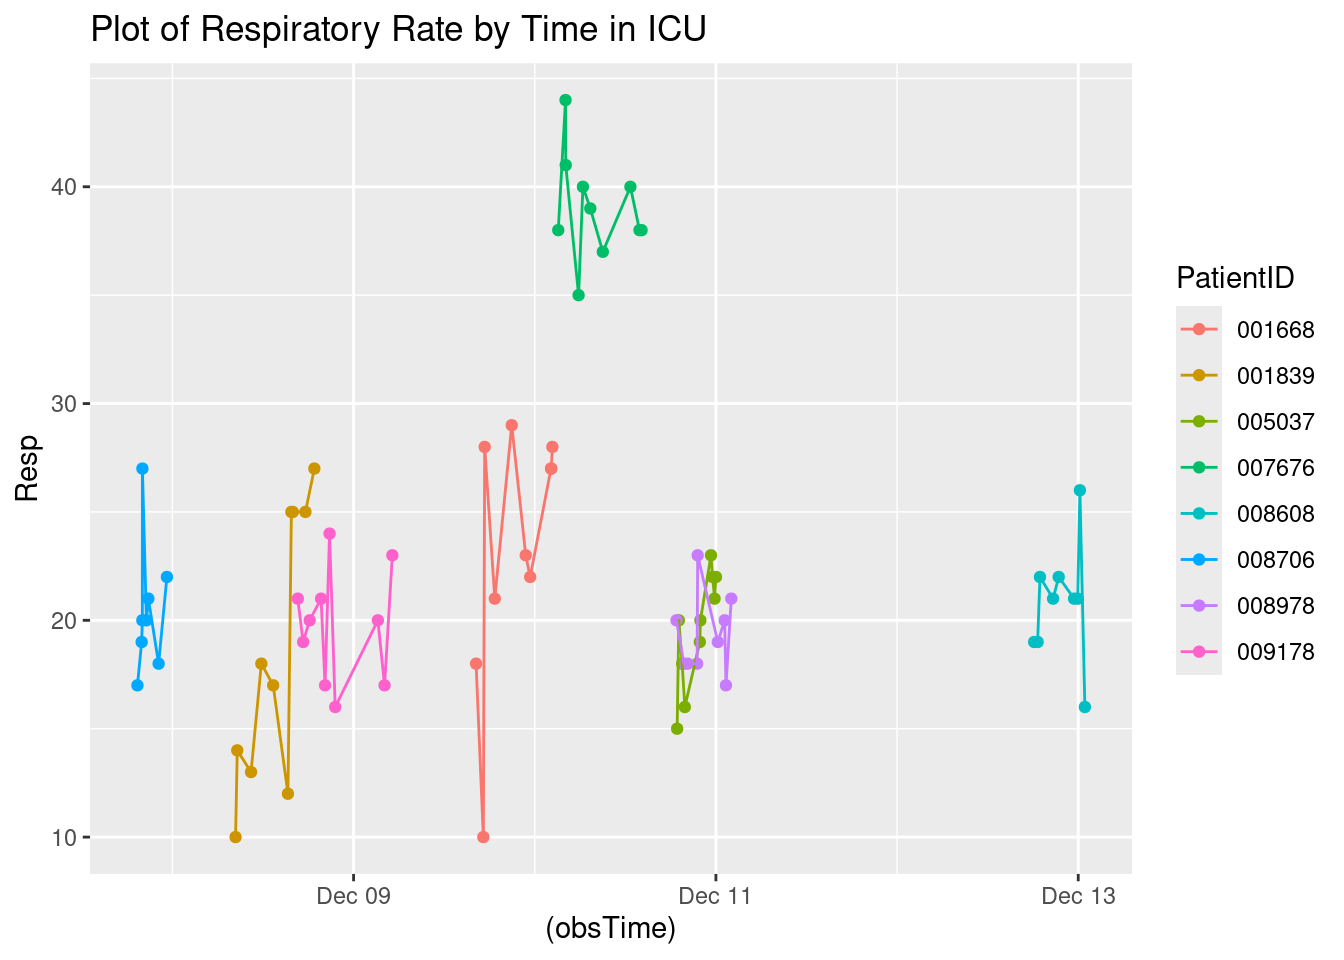 Plot of Respiratory Rate by Time in ICU
Resp
40
30
20
10
Dec 09
Dec 11
Dec 13
(obsTime)
PatientID
001668
001839
005037
007676
008608
008706
008978
009178